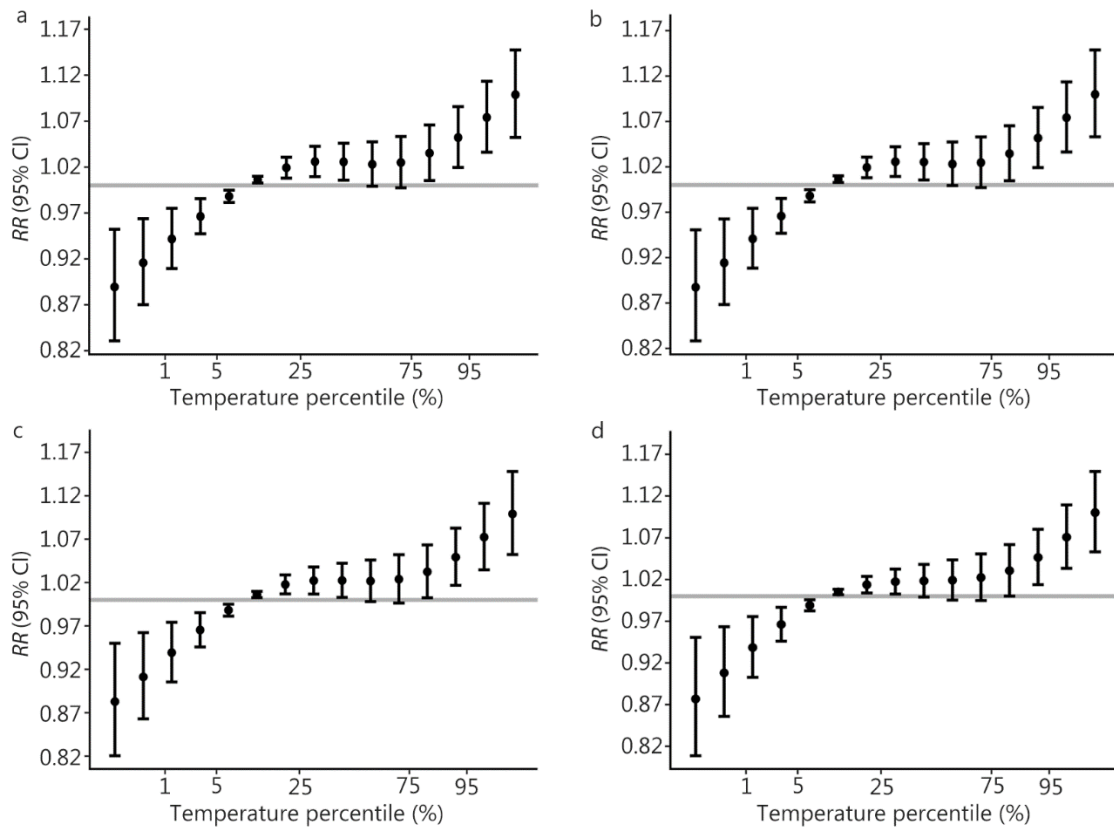 a
1.17
1.12
1.07
1.02
0.97
0.92
0.87
0.82
RR (95% CI)
1 5 25 75 95
Temperature percentile (%)
b
1.17
1.12
1.07
1.02
0.97
0.92
0.87
0.82
RR (95% CI)
1 5 25 75 95
Temperature percentile (%)
c
1.17
1.12
1.07
1.02
0.97
0.92
0.87
0.82
RR (95% CI)
1 5 25 75 95
Temperature percentile (%)
d
1.17
1.12
1.07
1.02
0.97
0.92
0.87
0.82
RR (95% CI)
1 5 25 75 95
Temperature percentile (%)